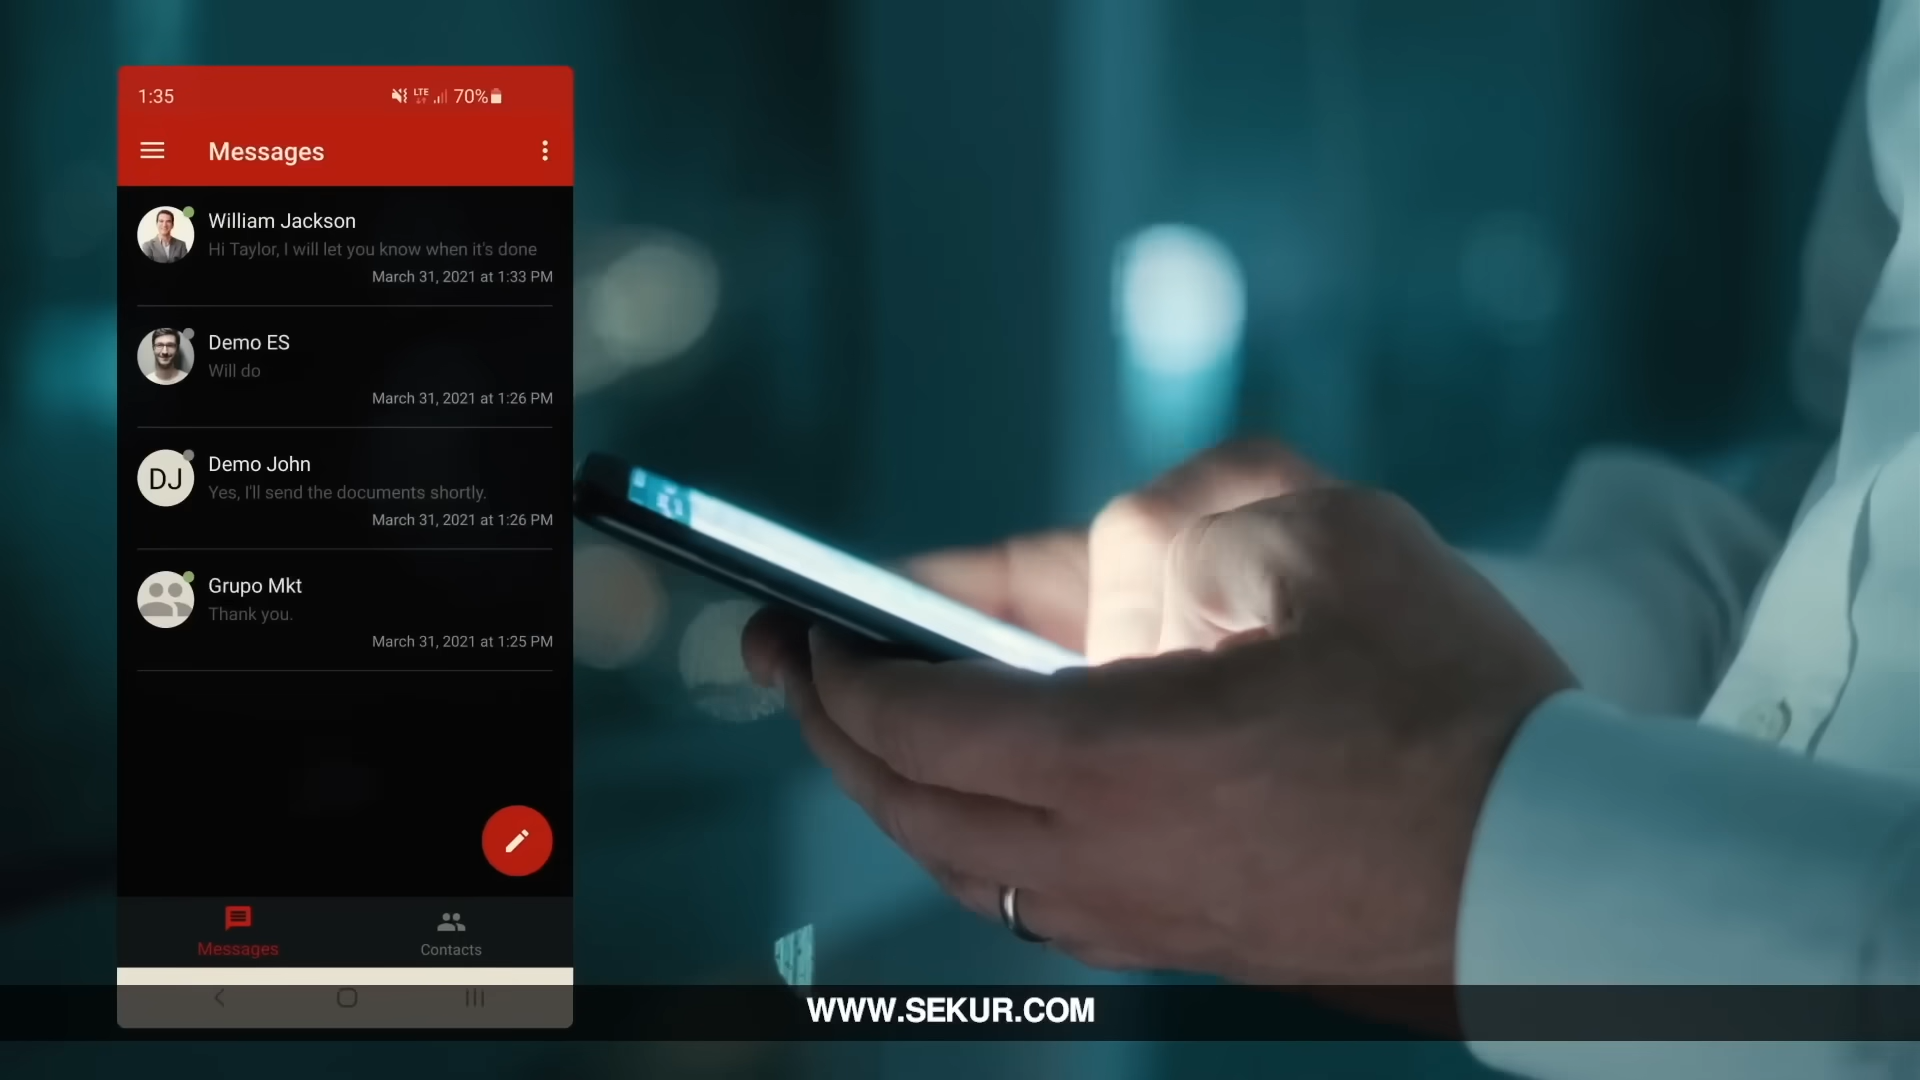 1:35
LTE
70%
Messages
William Jackson
Hi Taylor, I will let you know when it's done
March 31, 2021 at 1:33 PM
Demo ES
Will do
March 31, 2021 at 1:26 PM
DJ
Demo John
Yes, I'll send the documents shortly.
March 31, 2021 at 1:26 PM
Grupo Mkt
Thank you.
March 31, 2021 at 1:25 PM
Messages
Contacts
WWW.SEKUR.COM